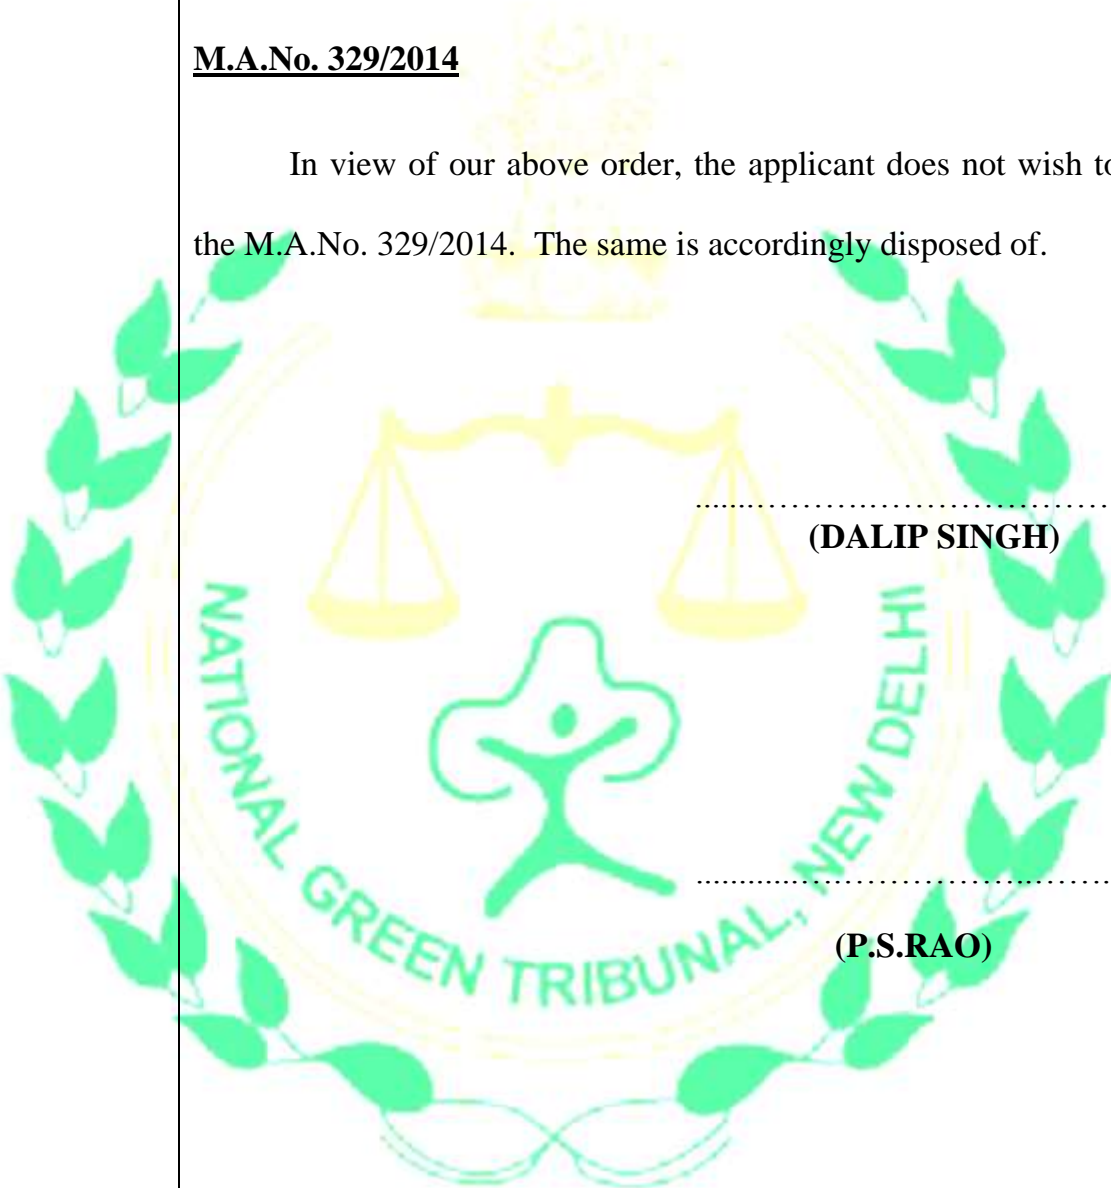 M.A.No. 329/2014
In view of our above order, the applicant does not wish to
the M.A.No. 329/2014. The same is accordingly disposed of.
.......……….……………………
(DALIP SINGH)
NATIONAL GREEN TRIBUNAL, NEW DELHI
...........……………………..……..
(P.S.RAO)